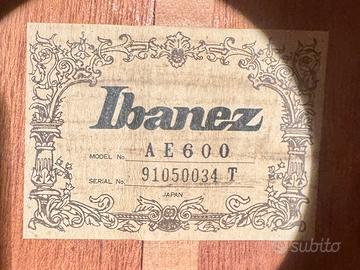 Ibanez
MODEL No. AE600
SERIAL No. 91050034 T
JAPAN
subito